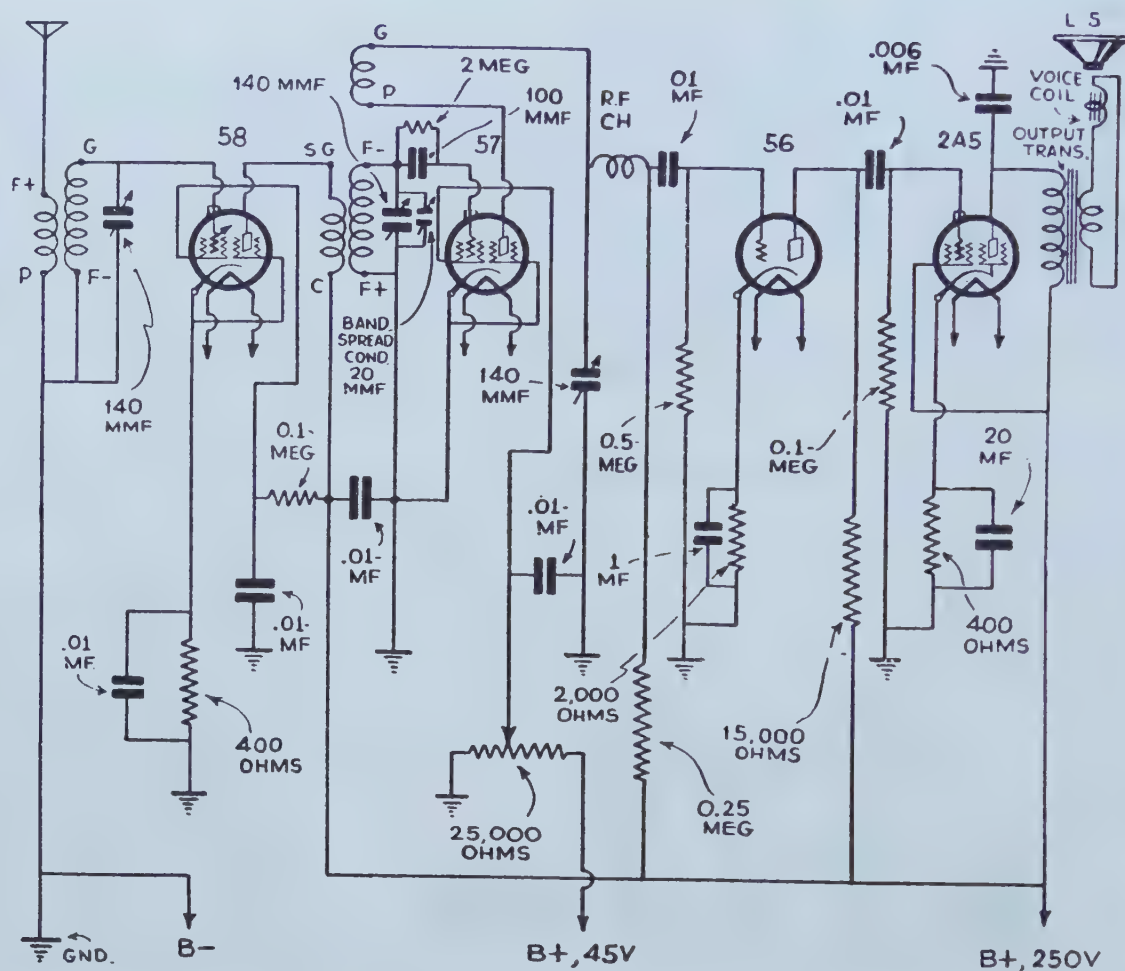 L S
G
.006
MF
2 MEG
140 MMF
100
MMF
P
R.F
CH
01
MF
VOICE
COIL
.01
MF
OUTPUT
TRANS.
58
57
56
2A5
G
S G
F-
F+
P
F-
C
F+
BAND
SPREAD
COND.
20
MMF
140
MMF
140
MMF
0.1-
MEG
0.5-
MEG
0.1-
MEG
20
MF
.01-
MF
.01-
MF
1
MF
.01-
MF
400
OHMS
.01
MF.
2,000
OHMS
15,000
OHMS
400
OHMS
0.25
MEG
25,000
OHMS
GND.
B-
B+, 45V
B+, 250V